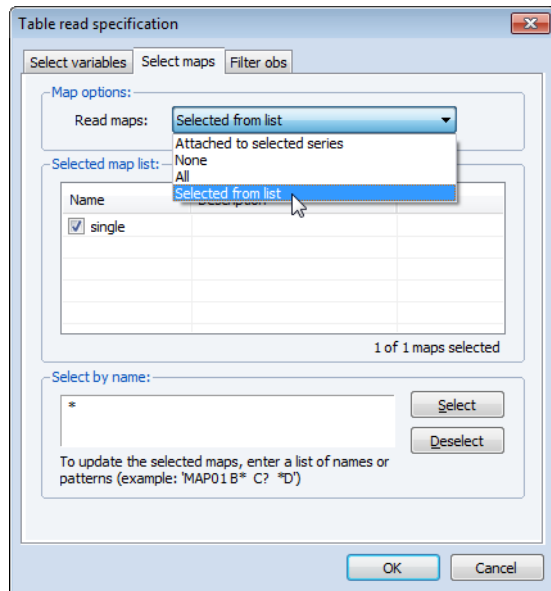 Table read specification
Select variables Select maps Filter obs
Map options:
Read maps: Selected from list
Attached to selected series
None
All
Selected from list
Selected map list:
Name
single
1 of 1 maps selected
Select by name:
*
Select
Deselect
To update the selected maps, enter a list of names or
patterns (example: 'MAP01 B* C? *D')
OK Cancel